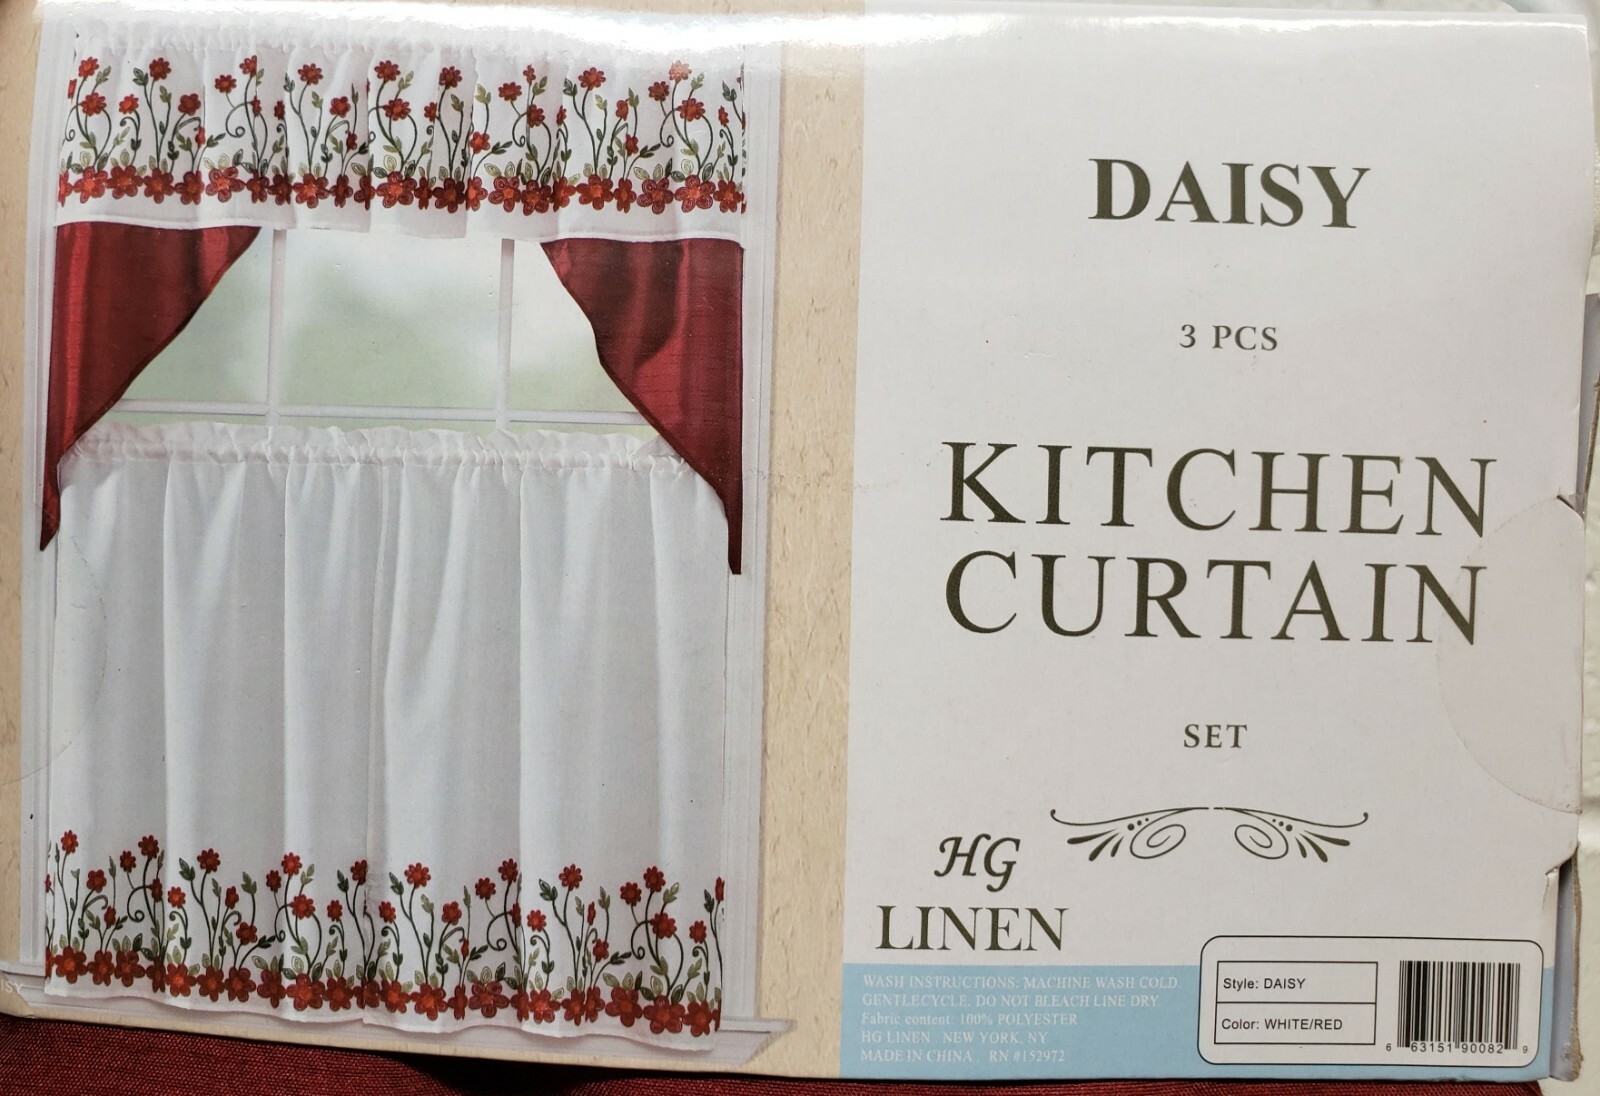 DAISY
3 PCS
KITCHEN
CURTAIN
SET
HG
LINEN
WASH INSTRUCTIONS: MACHINE WASH COLD.
GENTLECYCLE. DO NOT BLEACH LINE DRY.
Fabric content: 100% POLYESTER
HG LINEN NEW YORK, NY
MADE IN CHINA. RN #152972
Style: DAISY
Color: WHITE/RED
6 63151 90082 9